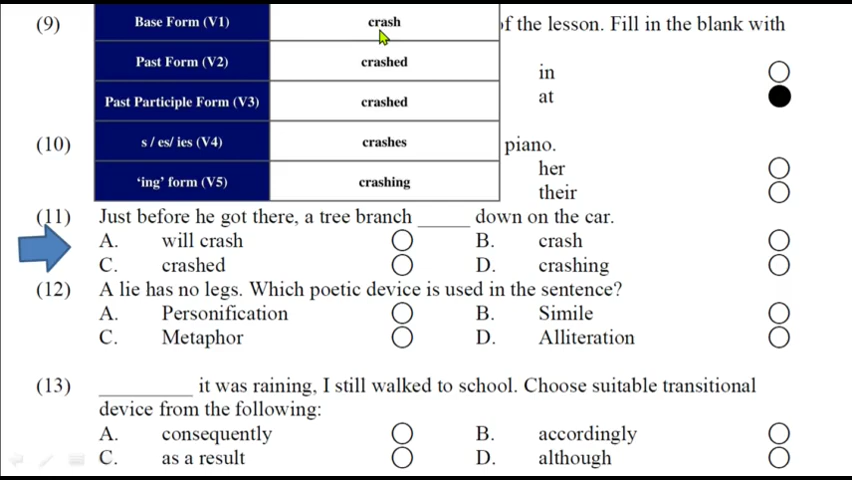 (9)
Base Form (V1) crash
of the lesson. Fill in the blank with
Past Form (V2) crashed
in
Past Participle Form (V3) crashed
at
(10)
s / es/ ies (V4) crashes
piano.
her
‘ing’ form (V5) crashing
their
(11) Just before he got there, a tree branch _____ down on the car.
A. will crash B. crash
C. crashed D. crashing
(12) A lie has no legs. Which poetic device is used in the sentence?
A. Personification B. Simile
C. Metaphor D. Alliteration
(13) _________ it was raining, I still walked to school. Choose suitable transitional
device from the following:
A. consequently B. accordingly
C. as a result D. although